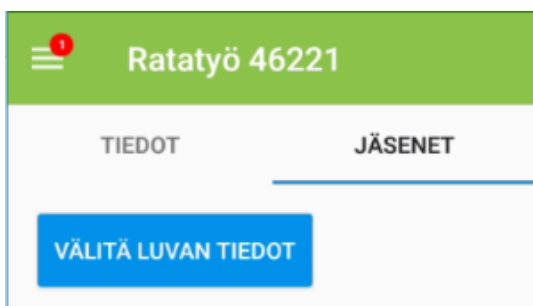 1
Ratatyö 46221
TIEDOT JÄSENET
VÄLITÄ LUVAN TIEDOT